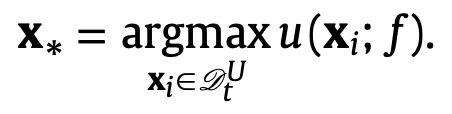 𝐱∗ = argmax u(𝐱ᵢ; f).
𝐱ᵢ∈𝒟ₜᵁ